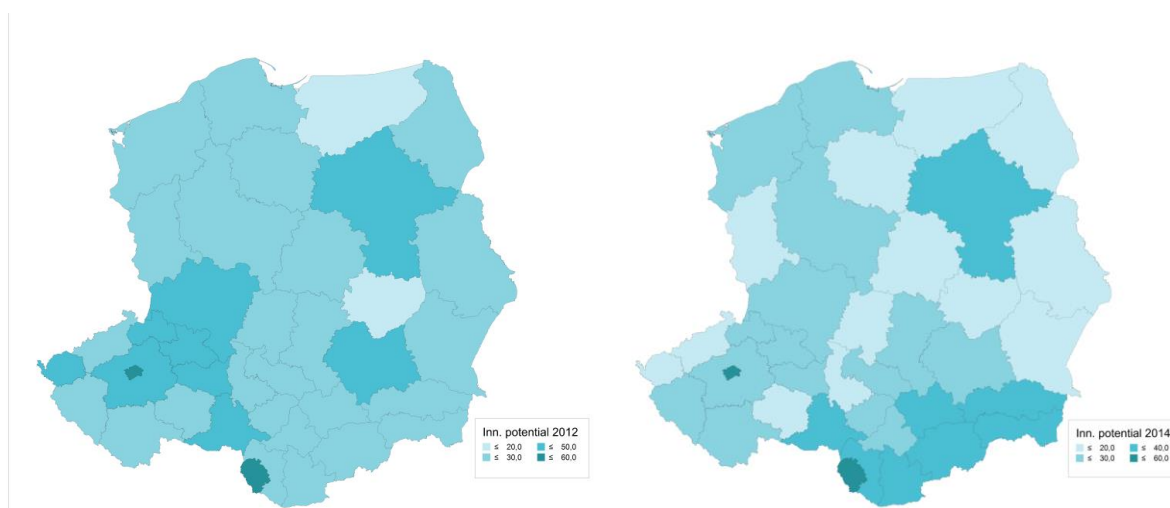 Inn. potential 2012
≤ 20,0 ≤ 50,0
≤ 30,0 ≤ 60,0
Inn. potential 2014
≤ 20,0 ≤ 40,0
≤ 30,0 ≤ 60,0